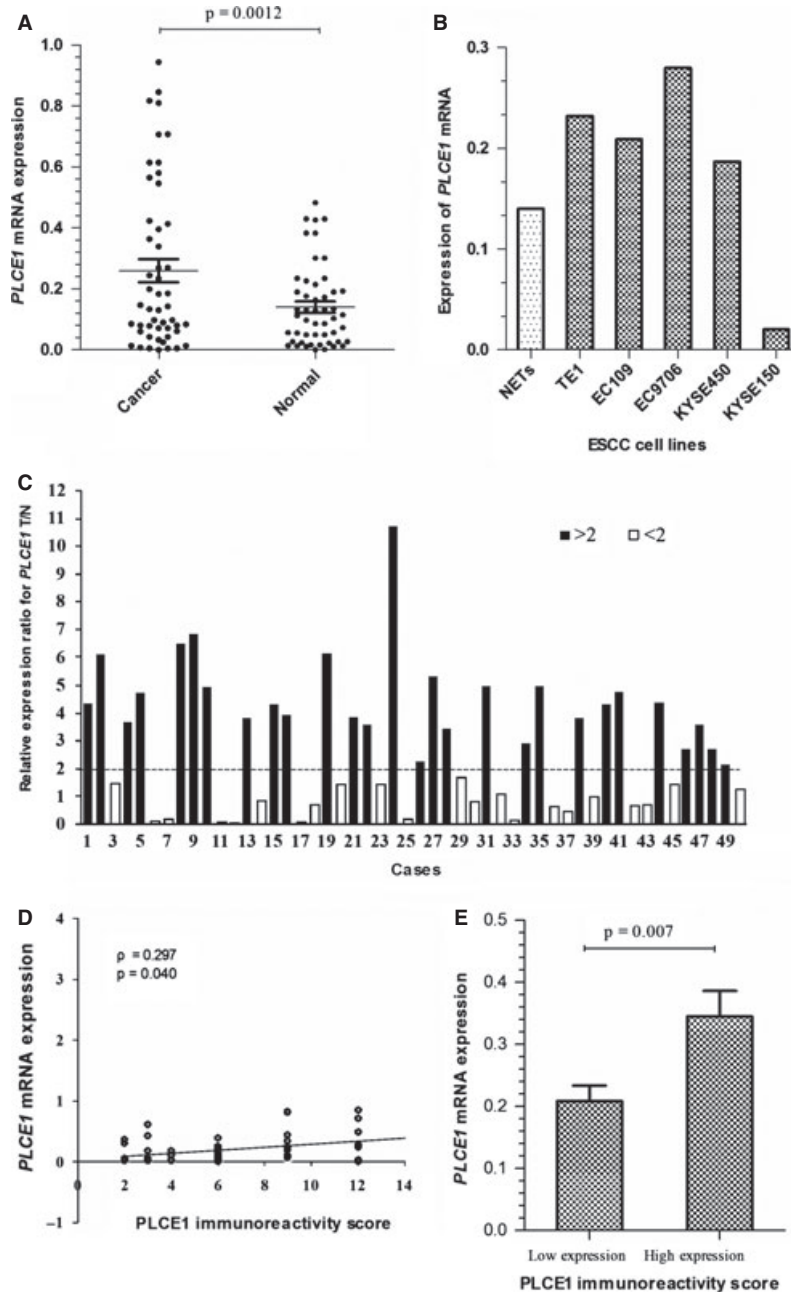 A
p = 0.0012
PLCE1 mRNA expression
1.0
0.8
0.6
0.4
0.2
0.0
Cancer
Normal
B
Expression of PLCE1 mRNA
0.3
0.2
0.1
0.0
NETs
TE1
EC109
EC9706
KYSE450
KYSE150
ESCC cell lines
C
Relative expression ratio for PLCE1 T/N
12
11
10
9
8
7
6
5
4
3
2
1
0
>2
<2
1 3 5 7 9 11 13 15 17 19 21 23 25 27 29 31 33 35 37 39 41 43 45 47 49
Cases
D
PLCE1 mRNA expression
4
3
2
1
0
−1
ρ = 0.297
p = 0.040
0 2 4 6 8 10 12 14
PLCE1 immunoreactivity score
E
p = 0.007
PLCE1 mRNA expression
0.5
0.4
0.3
0.2
0.1
0.0
Low expression High expression
PLCE1 immunoreactivity score